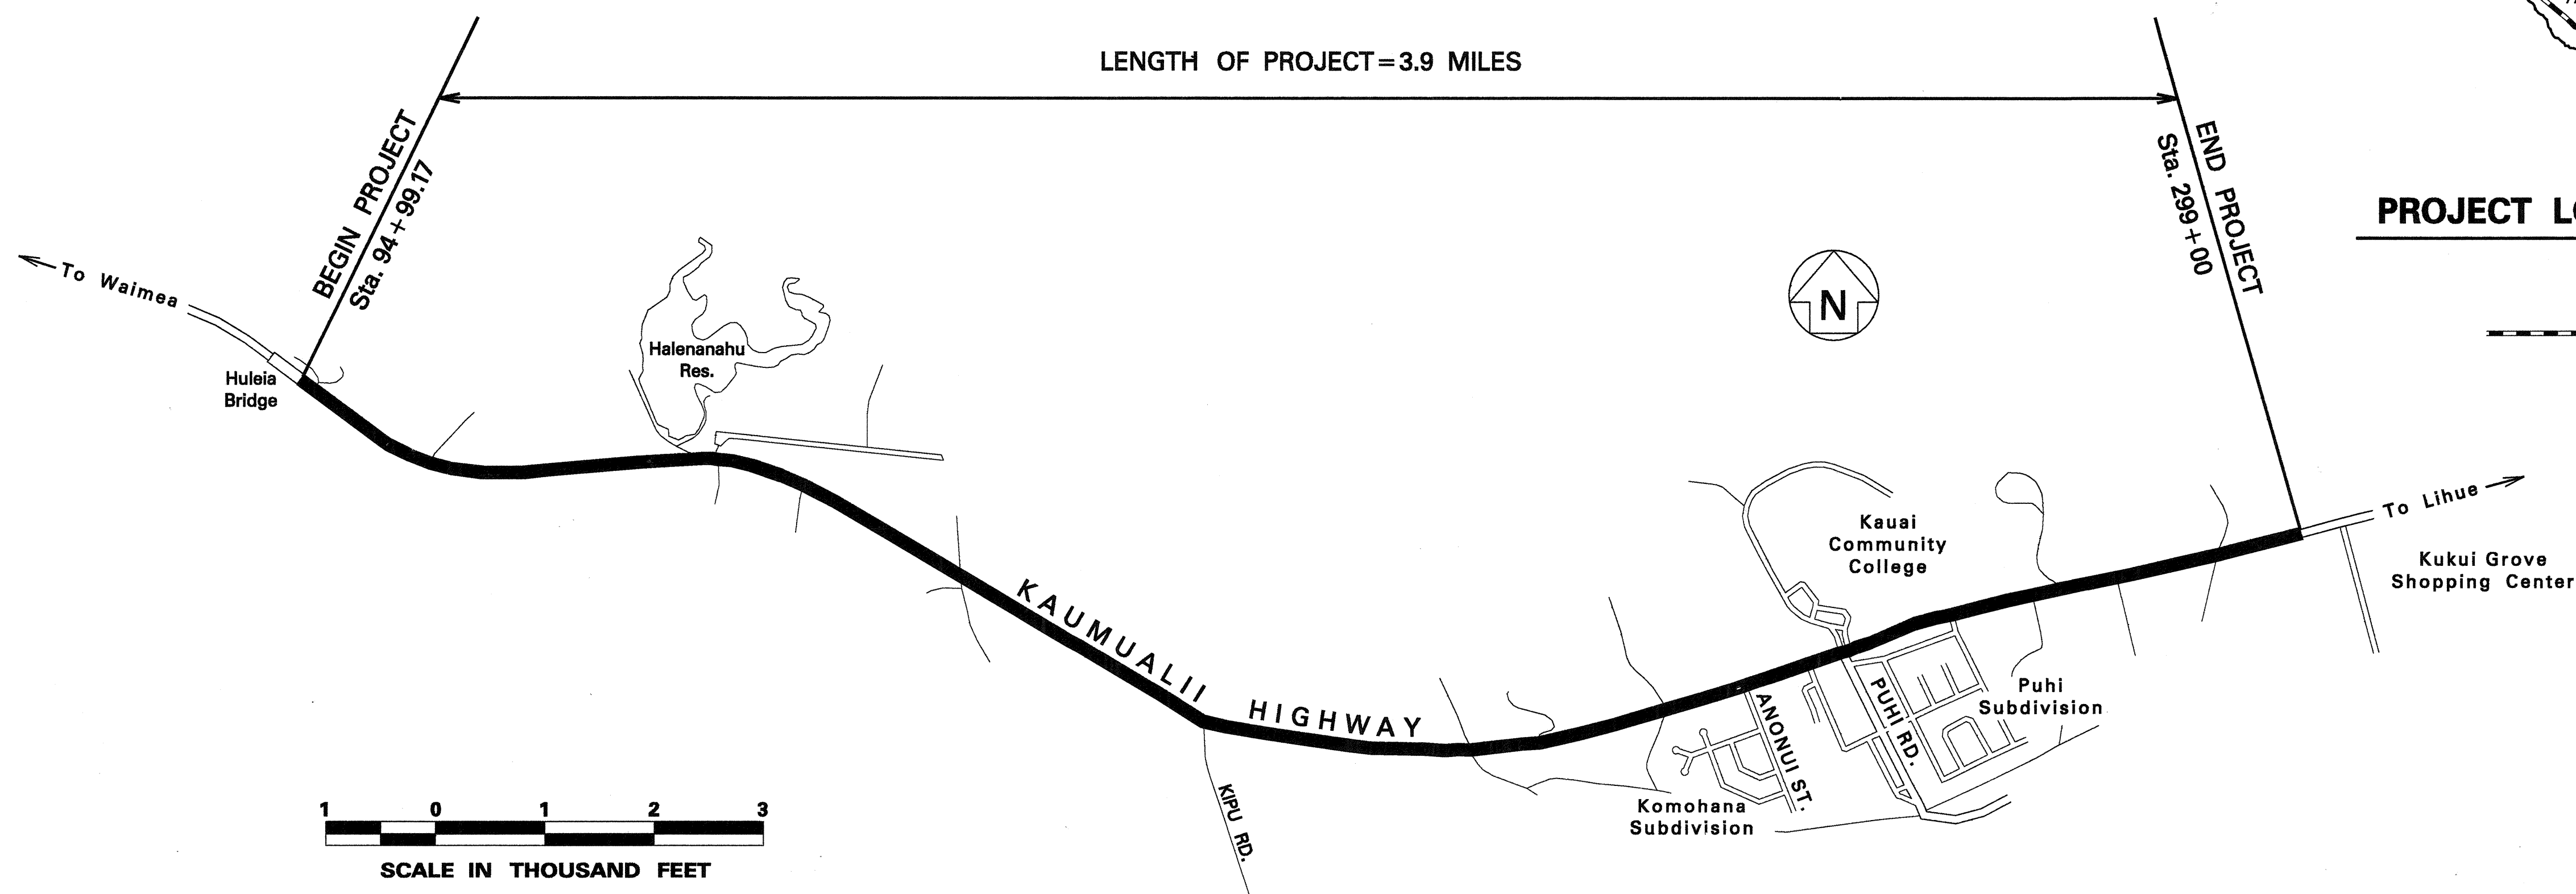 LENGTH OF PROJECT=3.9 MILES
BEGIN PROJECT
Sta. 94+99.17
END PROJECT
Sta. 299+00
PROJECT
To Waimea
Huleia
Bridge
Halenanahu
Res.
N
To Lihue
Kauai
Community
College
Kukui Grove
Shopping Center
KAUMUALII HIGHWAY
KIPU RD.
ANONUI ST.
PUHI RD.
Puhi
Subdivision
Komohana
Subdivision
1 0 1 2 3
SCALE IN THOUSAND FEET